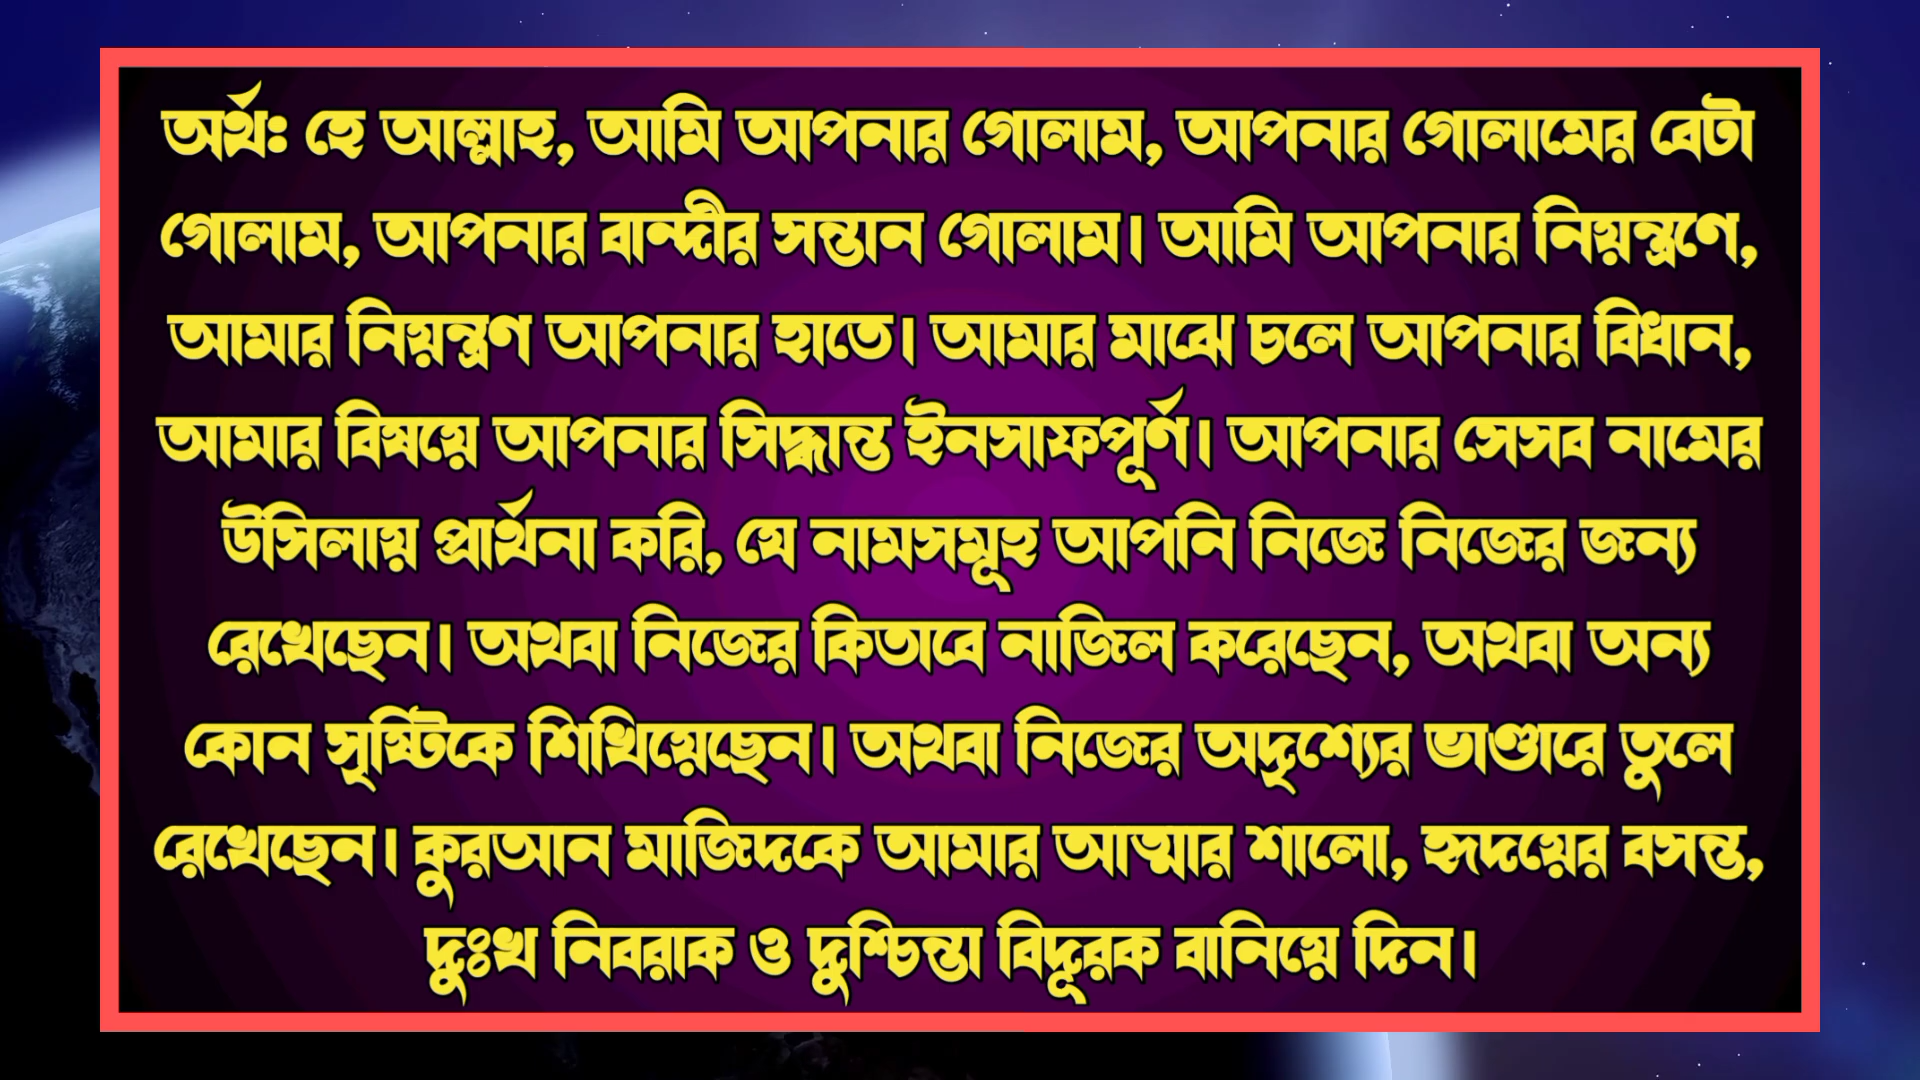 অর্থঃ হে আল্লাহ, আমি আপনার গোলাম, আপনার গোলামের বেটা
গোলাম, আপনার বান্দীর সন্তান গোলাম। আমি আপনার নিয়ন্ত্রণে,
আমার নিয়ন্ত্রণ আপনার হাতে। আমার মাঝে চলে আপনার বিধান,
আমার বিষয়ে আপনার সিদ্ধান্ত ইনসাফপূর্ণ। আপনার সেসব নামের
উসিলায় প্রার্থনা করি, যে নামসমূহ আপনি নিজে নিজের জন্য
রেখেছেন। অথবা নিজের কিতাবে নাজিল করেছেন, অথবা অন্য
কোন সৃষ্টিকে শিখিয়েছেন। অথবা নিজের অদৃশ্যের ভাণ্ডারে তুলে
রেখেছেন। কুরআন মাজিদকে আমার আত্মার শালো, হৃদয়ের বসন্ত,
দুঃখ নিবরাক ও দুশ্চিন্তা বিদূরক বানিয়ে দিন।